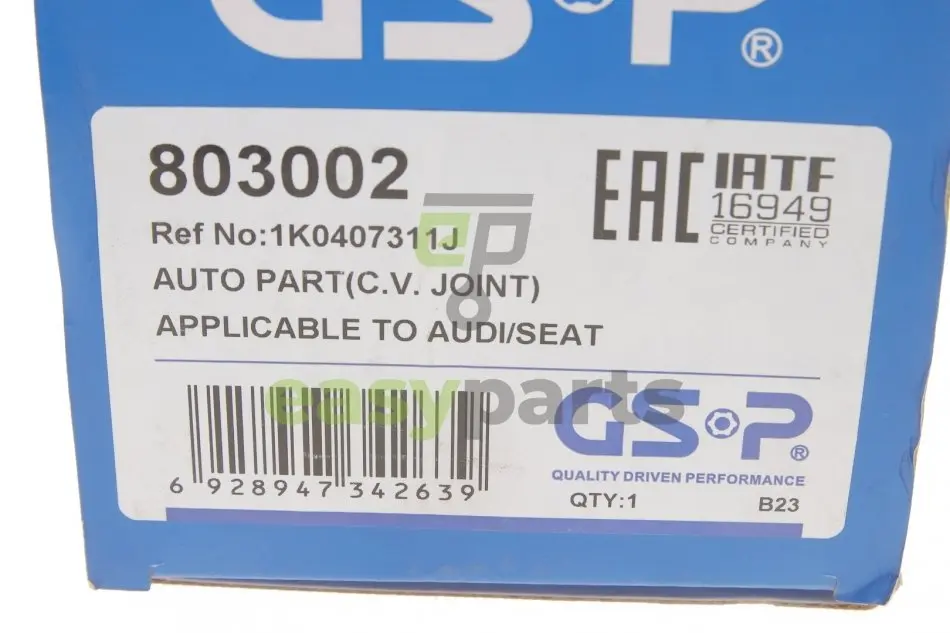 GSP®
803002
EAC
IATF
16949
CERTIFIED
COMPANY
Ref No:1K0407311J
AUTO PART(C.V. JOINT)
APPLICABLE TO AUDI/SEAT
easyparts
GSP®
QUALITY DRIVEN PERFORMANCE
6 928947 342639
QTY:1
B23